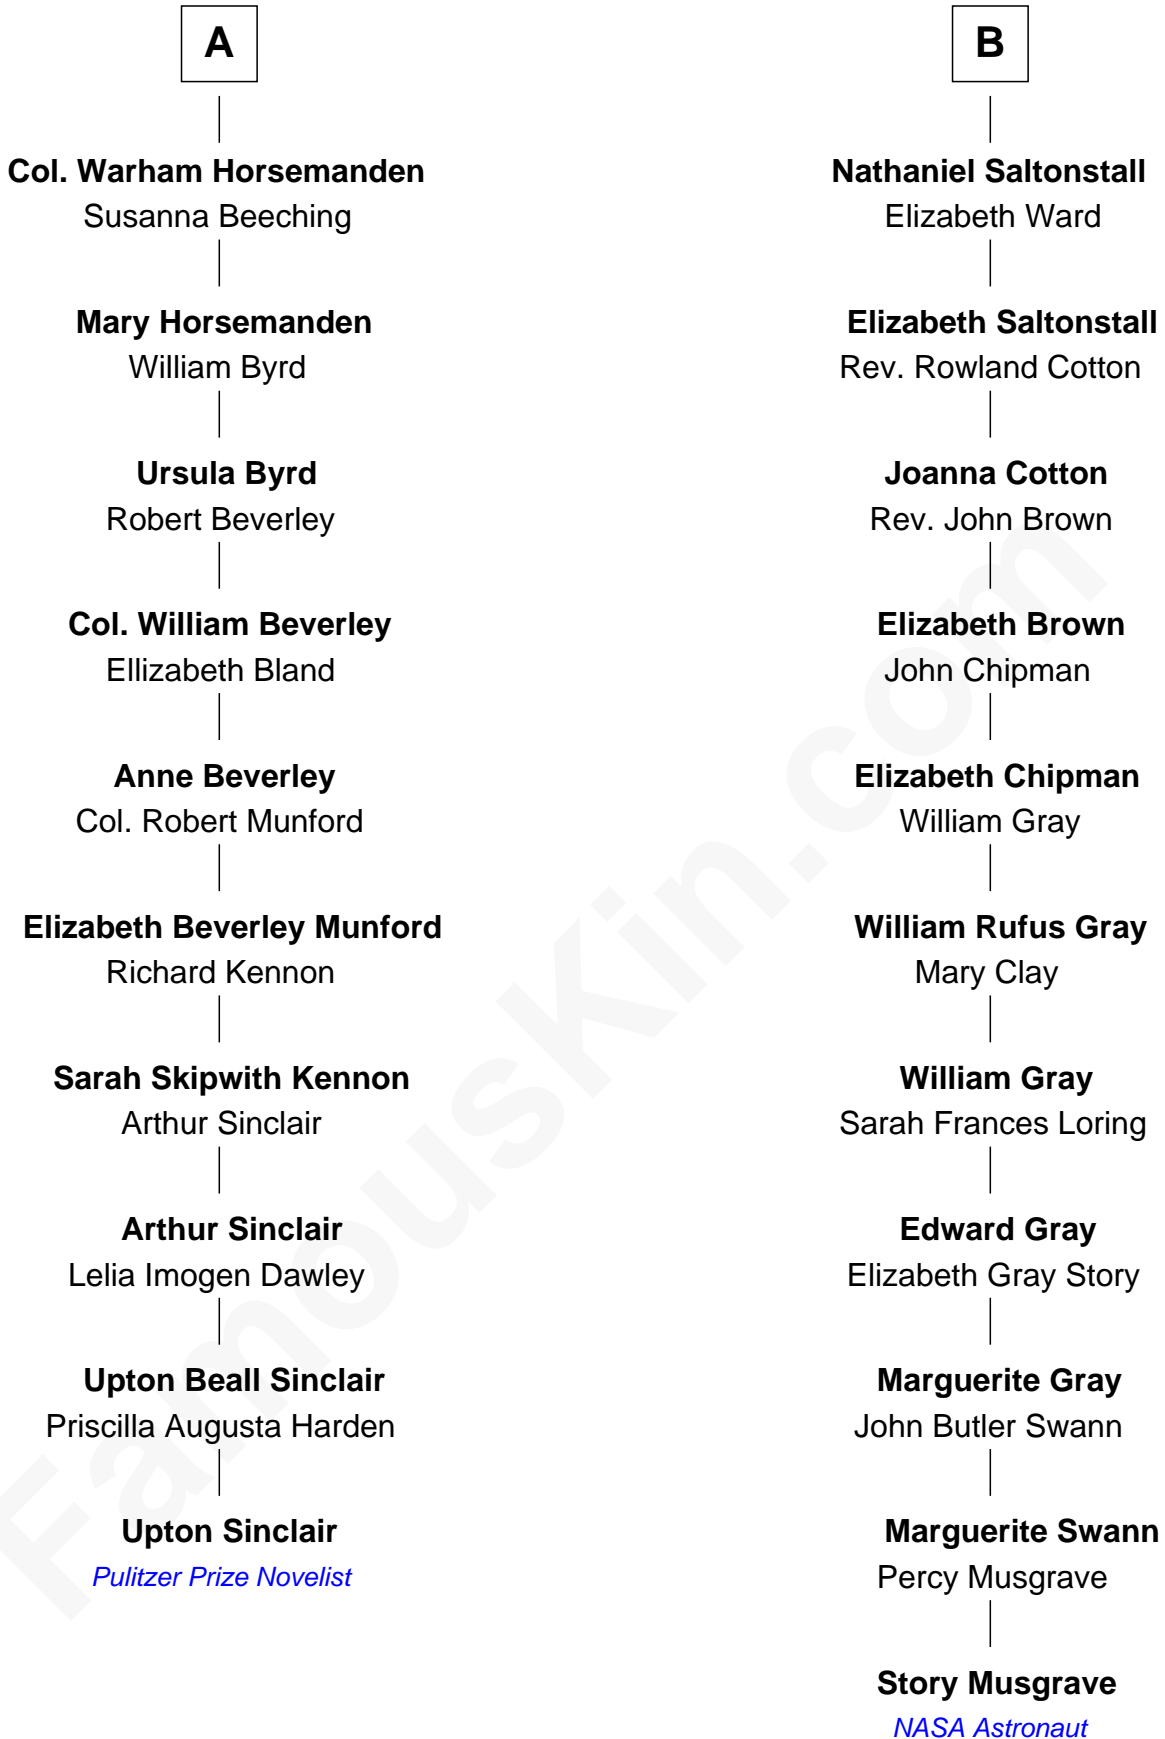 A
Col. Warham Horsemanden
Susanna Beeching
Mary Horsemanden
William Byrd
Ursula Byrd
Robert Beverley
Col. William Beverley
Ellizabeth Bland
Anne Beverley
Col. Robert Munford
Elizabeth Beverley Munford
Richard Kennon
Sarah Skipwith Kennon
Arthur Sinclair
Arthur Sinclair
Lelia Imogen Dawley
Upton Beall Sinclair
Priscilla Augusta Harden
Upton Sinclair
Pulitzer Prize Novelist
B
Nathaniel Saltonstall
Elizabeth Ward
Elizabeth Saltonstall
Rev. Rowland Cotton
Joanna Cotton
Rev. John Brown
Elizabeth Brown
John Chipman
Elizabeth Chipman
William Gray
William Rufus Gray
Mary Clay
William Gray
Sarah Frances Loring
Edward Gray
Elizabeth Gray Story
Marguerite Gray
John Butler Swann
Marguerite Swann
Percy Musgrave
Story Musgrave
NASA Astronaut
FamousKin.com